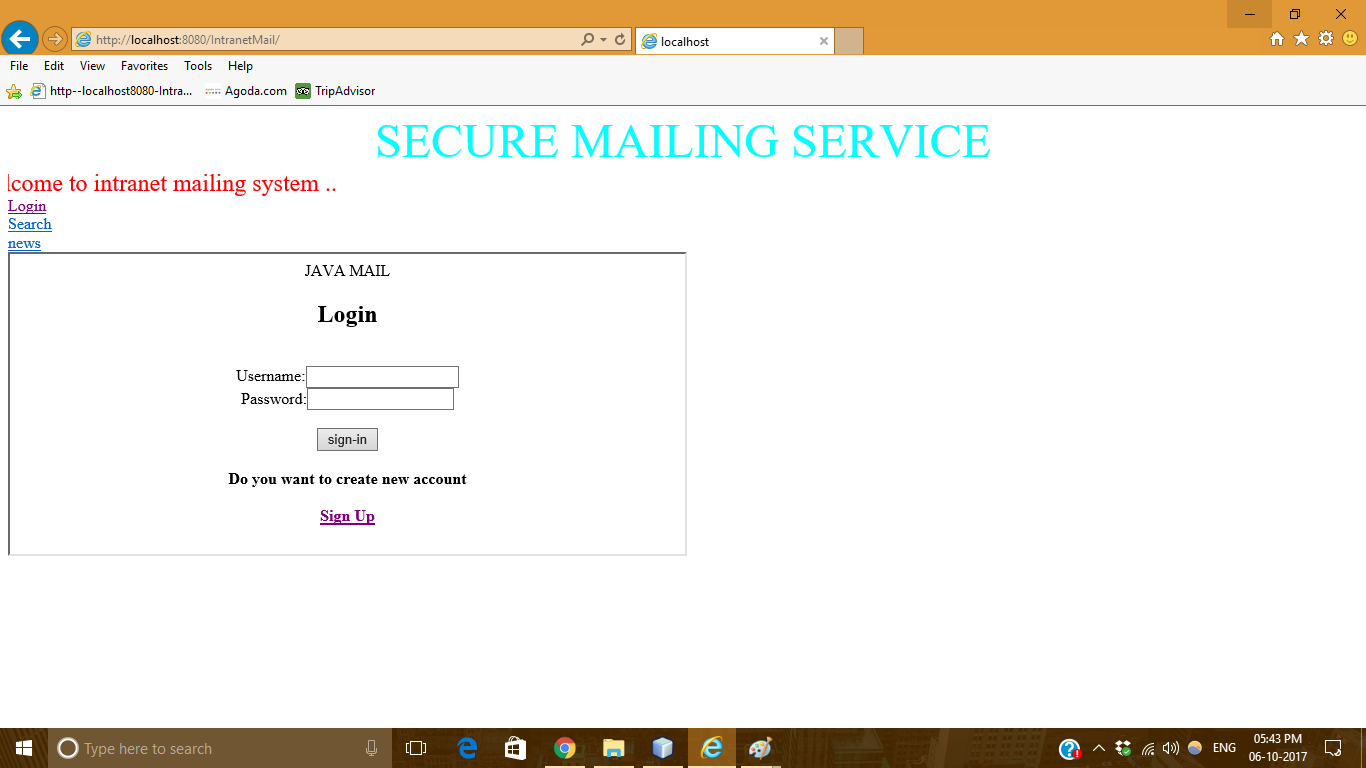 http://localhost:8080/IntranetMail/
localhost
File Edit View Favorites Tools Help
http--localhost8080-Intra... Agoda.com TripAdvisor
SECURE MAILING SERVICE
lcome to intranet mailing system ..
Login
Search
news
JAVA MAIL
Login
Username:
Password:
sign-in
Do you want to create new account
Sign Up
Type here to search
ENG
05:43 PM
06-10-2017